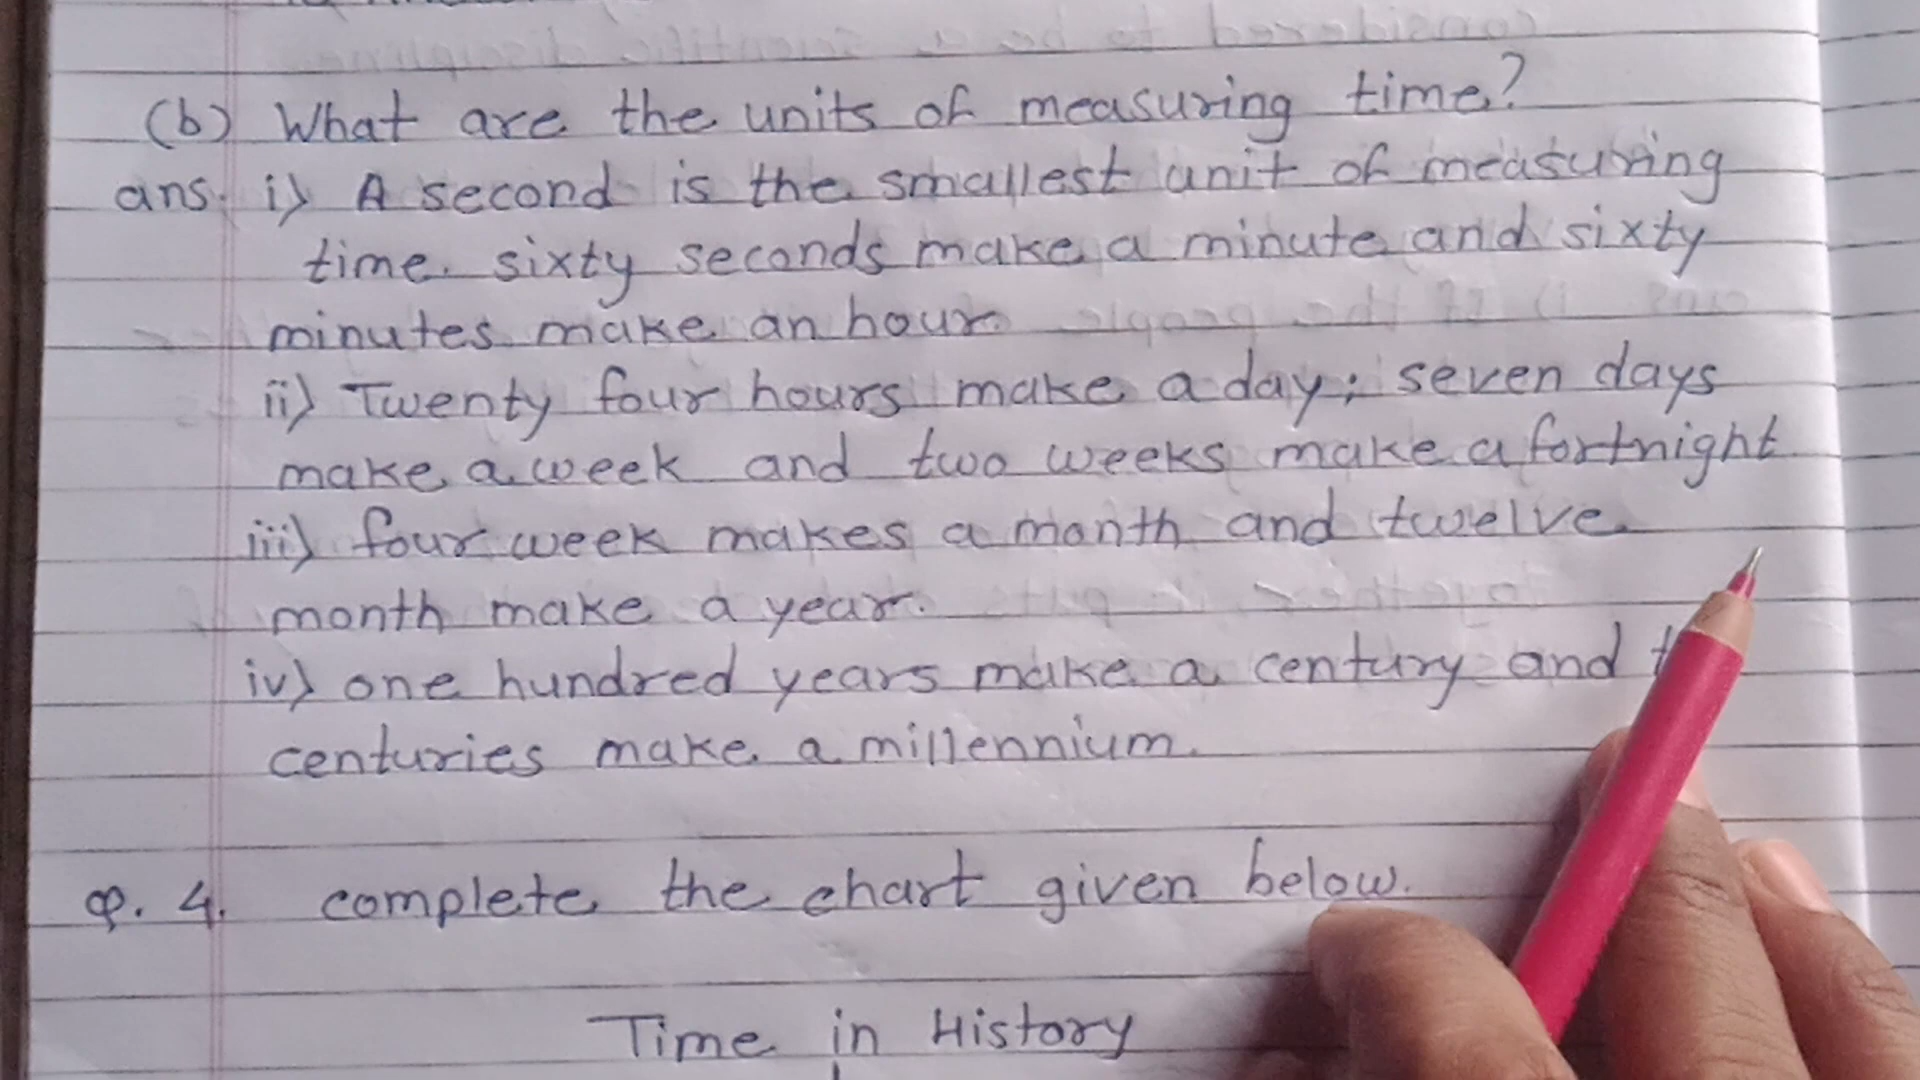 (b) What are the units of measuring time?
ans. i) A second is the smallest unit of measuring
time. sixty seconds make a minute and sixty
minutes make an hour.
ii) Twenty four hours make a day; seven days
make a week and two weeks make a fortnight
iii) four week makes a month and twelve
month make a year.
iv) one hundred years make a century and
centuries make a millennium.
Q. 4. complete the chart given below.
Time in History